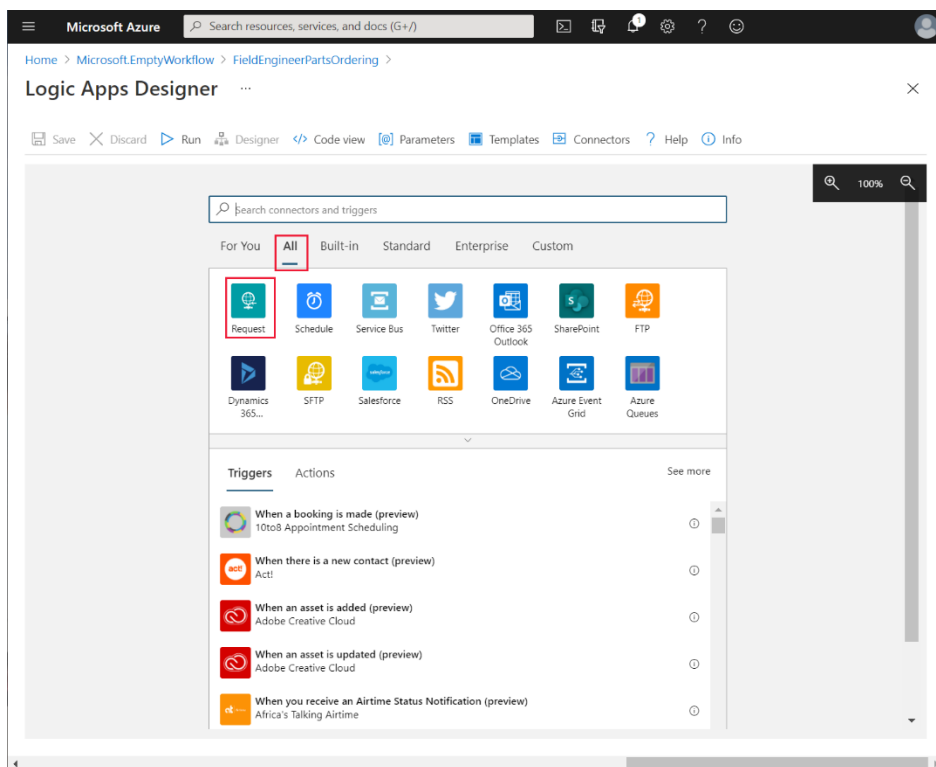 Microsoft Azure
Search resources, services, and docs (G+/)
1
Home > Microsoft.EmptyWorkflow > FieldEngineerPartsOrdering >
Logic Apps Designer ...
Save Discard Run Designer </> Code view [@] Parameters Templates Connectors ? Help Info
100%
Search connectors and triggers
For You All Built-in Standard Enterprise Custom
Request Schedule Service Bus Twitter Office 365 Outlook SharePoint FTP
Dynamics 365... SFTP Salesforce RSS OneDrive Azure Event Grid Azure Queues
Triggers Actions See more
When a booking is made (preview)
10to8 Appointment Scheduling
When there is a new contact (preview)
act!
Act!
When an asset is added (preview)
Adobe Creative Cloud
When an asset is updated (preview)
Adobe Creative Cloud
When you receive an Airtime Status Notification (preview)
Africa's Talking Airtime